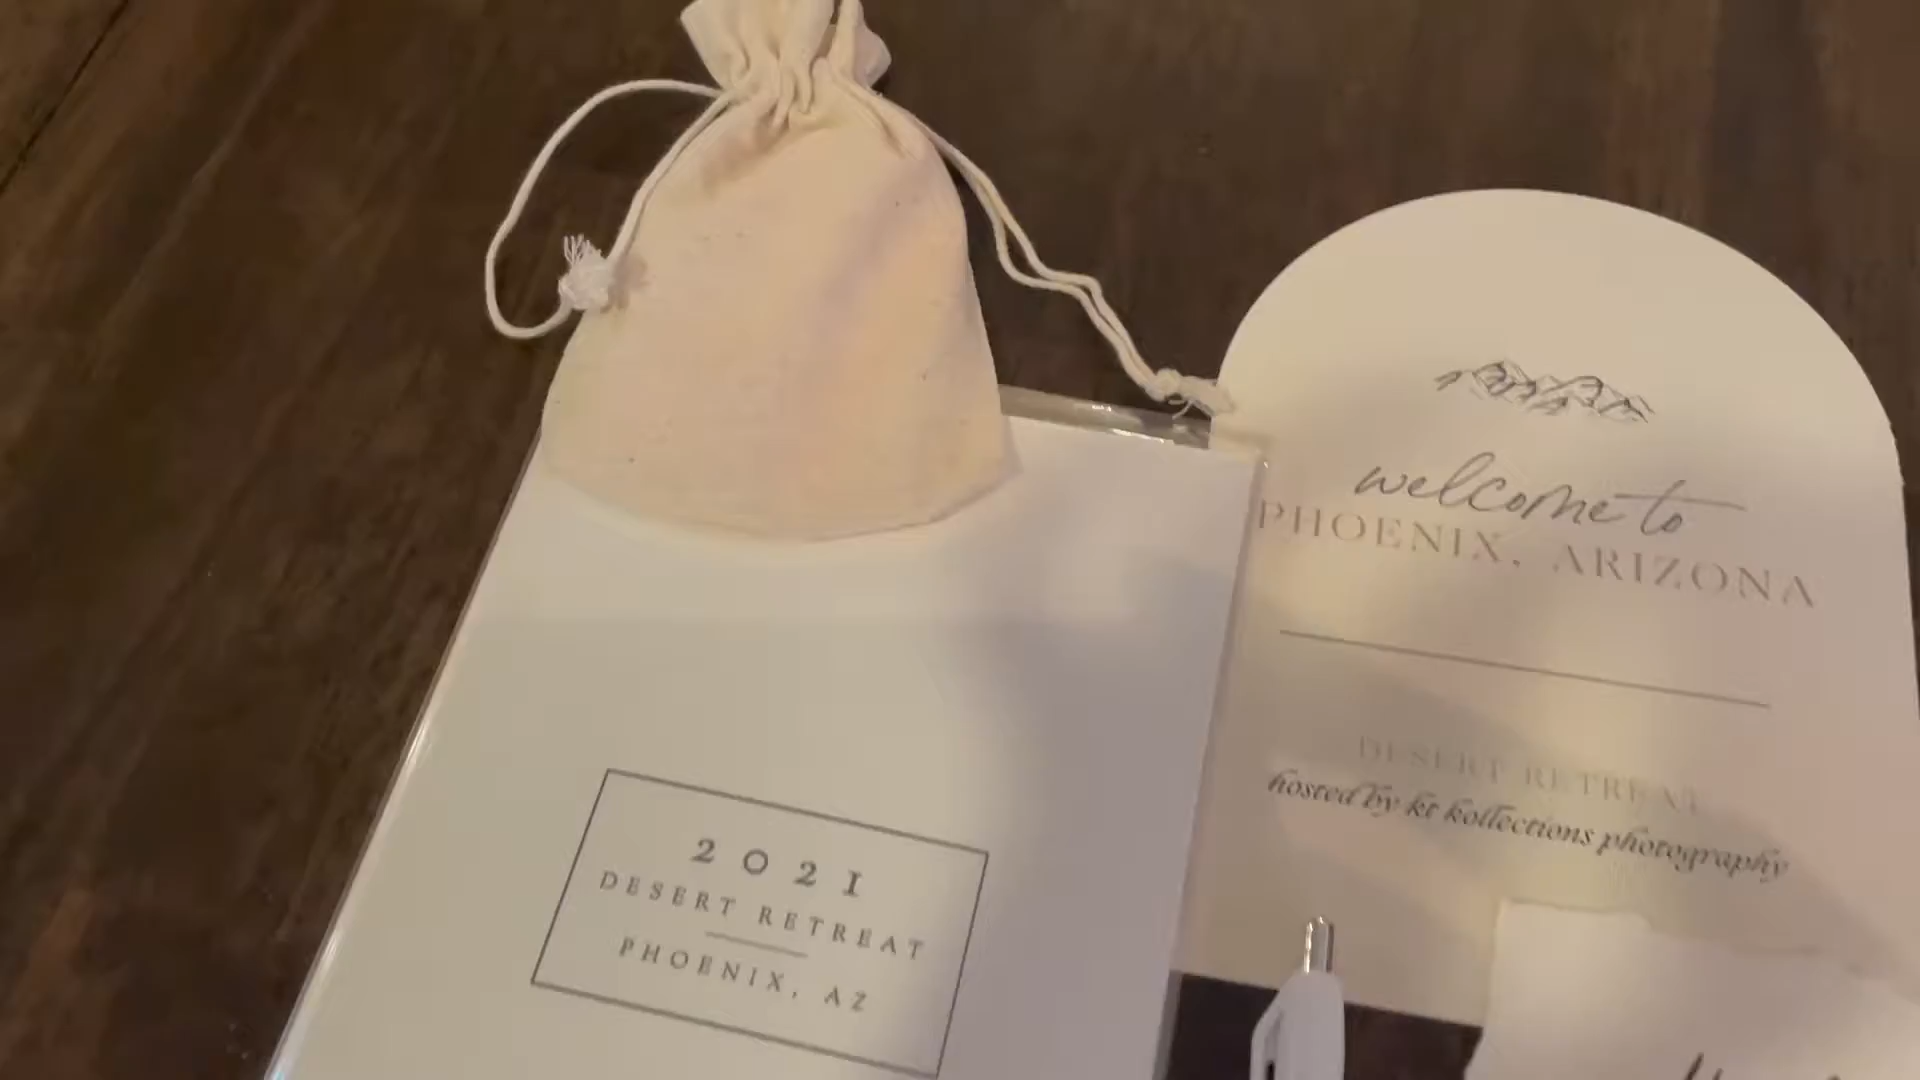 welcome to
PHOENIX, ARIZONA
DESERT RETREAT
hosted by kt kollections photography
2021
DESERT RETREAT
PHOENIX, AZ